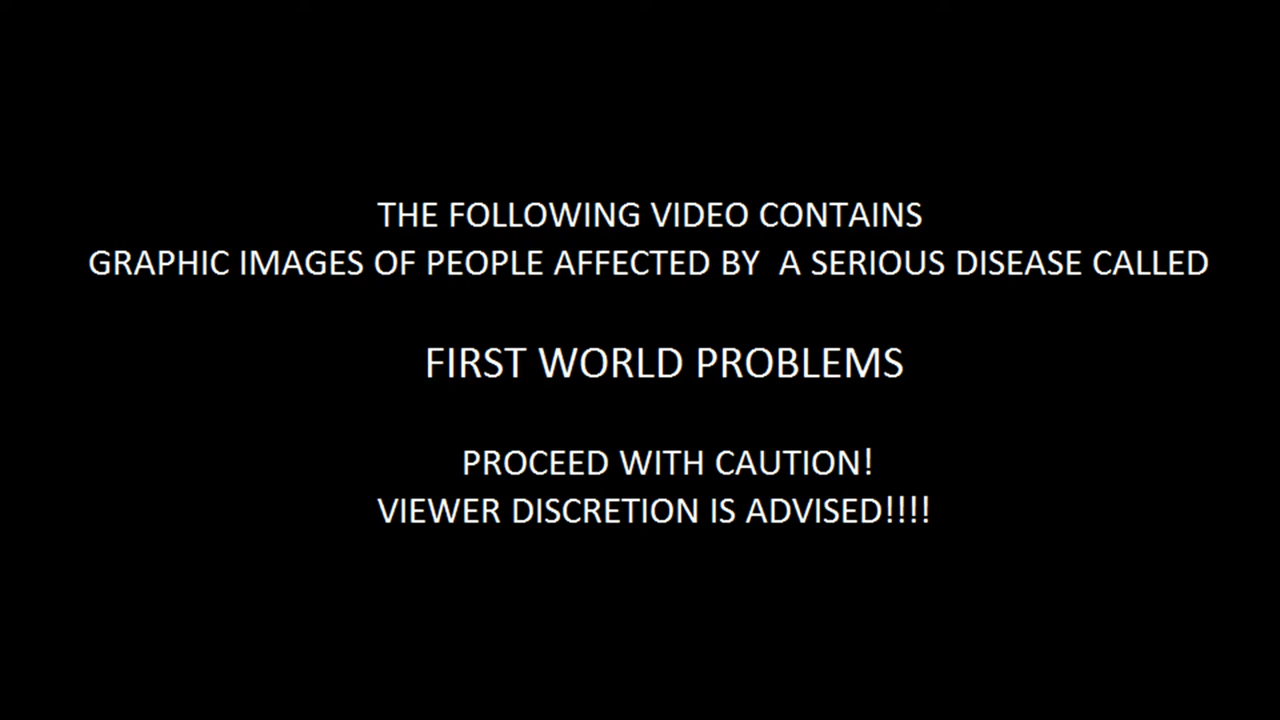 THE FOLLOWING VIDEO CONTAINS
GRAPHIC IMAGES OF PEOPLE AFFECTED BY  A SERIOUS DISEASE CALLED
FIRST WORLD PROBLEMS
PROCEED WITH CAUTION!
VIEWER DISCRETION IS ADVISED!!!!